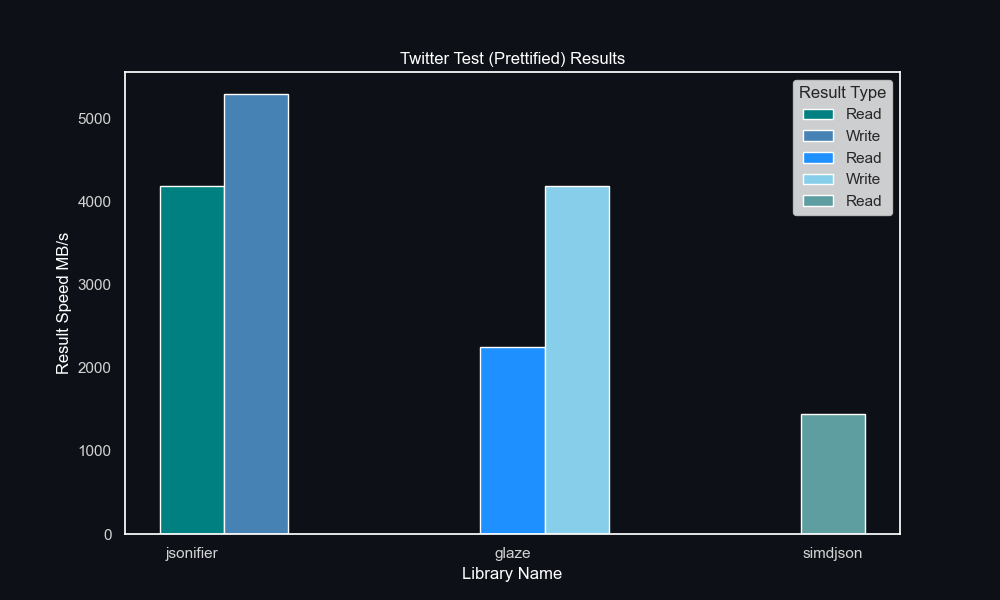 Twitter Test (Prettified) Results
Result Type
Read
Write
Read
Write
Read
Result Speed MB/s
5000
4000
3000
2000
1000
0
jsonifier
glaze
simdjson
Library Name